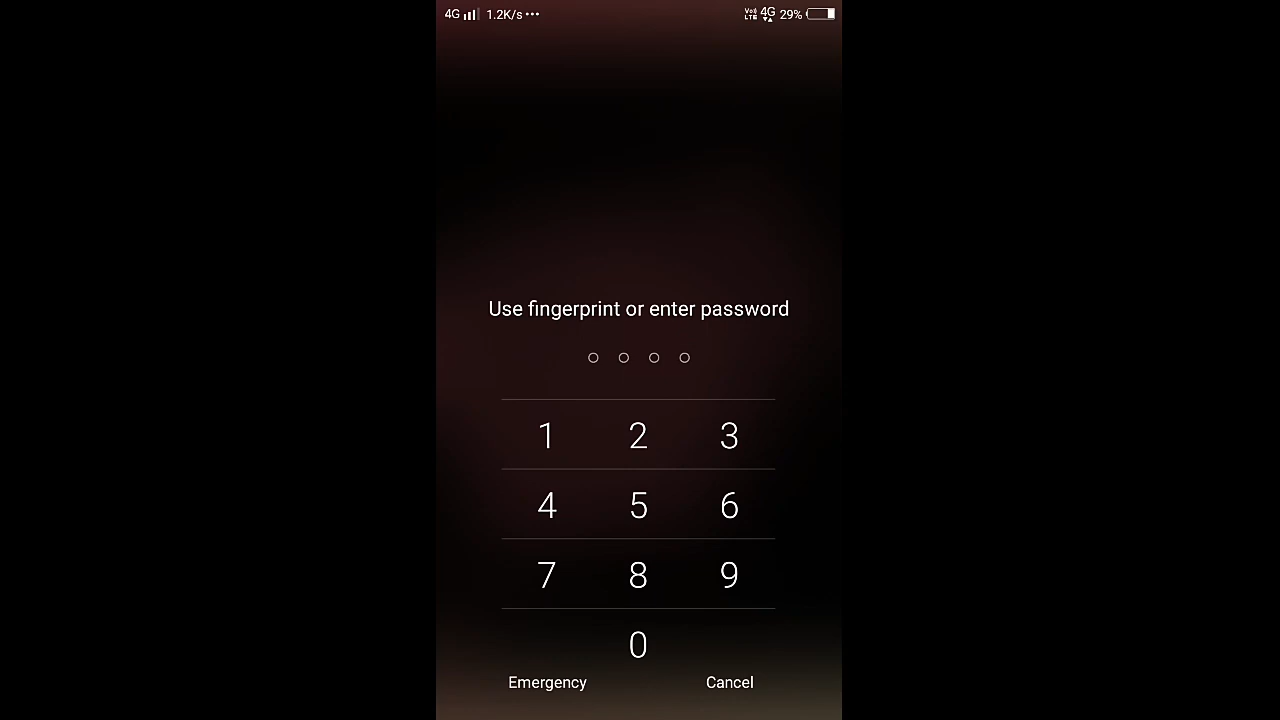 4G 1.2K/s ... VoLTE 4G 29%
Use fingerprint or enter password
1 2 3
4 5 6
7 8 9
0
Emergency Cancel